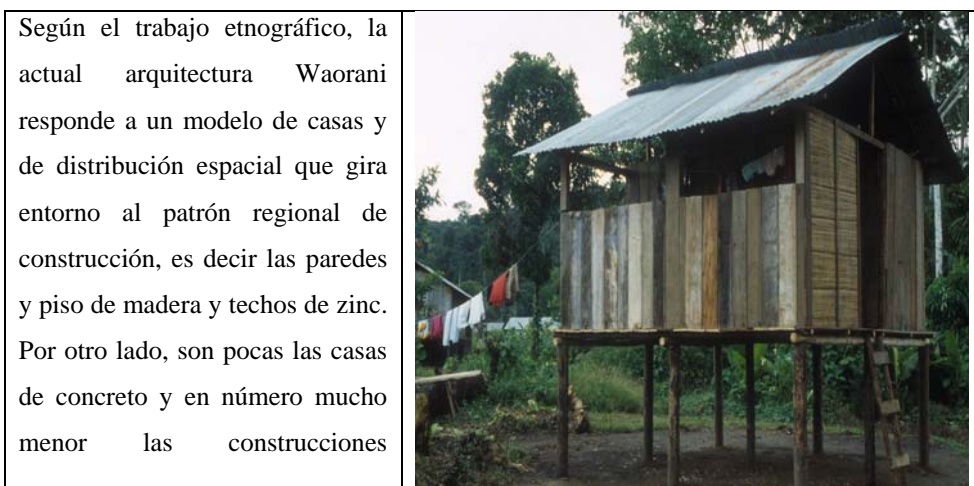 Según el trabajo etnográfico, la
actual arquitectura Waorani
responde a un modelo de casas y
de distribución espacial que gira
entorno al patrón regional de
construcción, es decir las paredes
y piso de madera y techos de zinc.
Por otro lado, son pocas las casas
de concreto y en número mucho
menor las construcciones